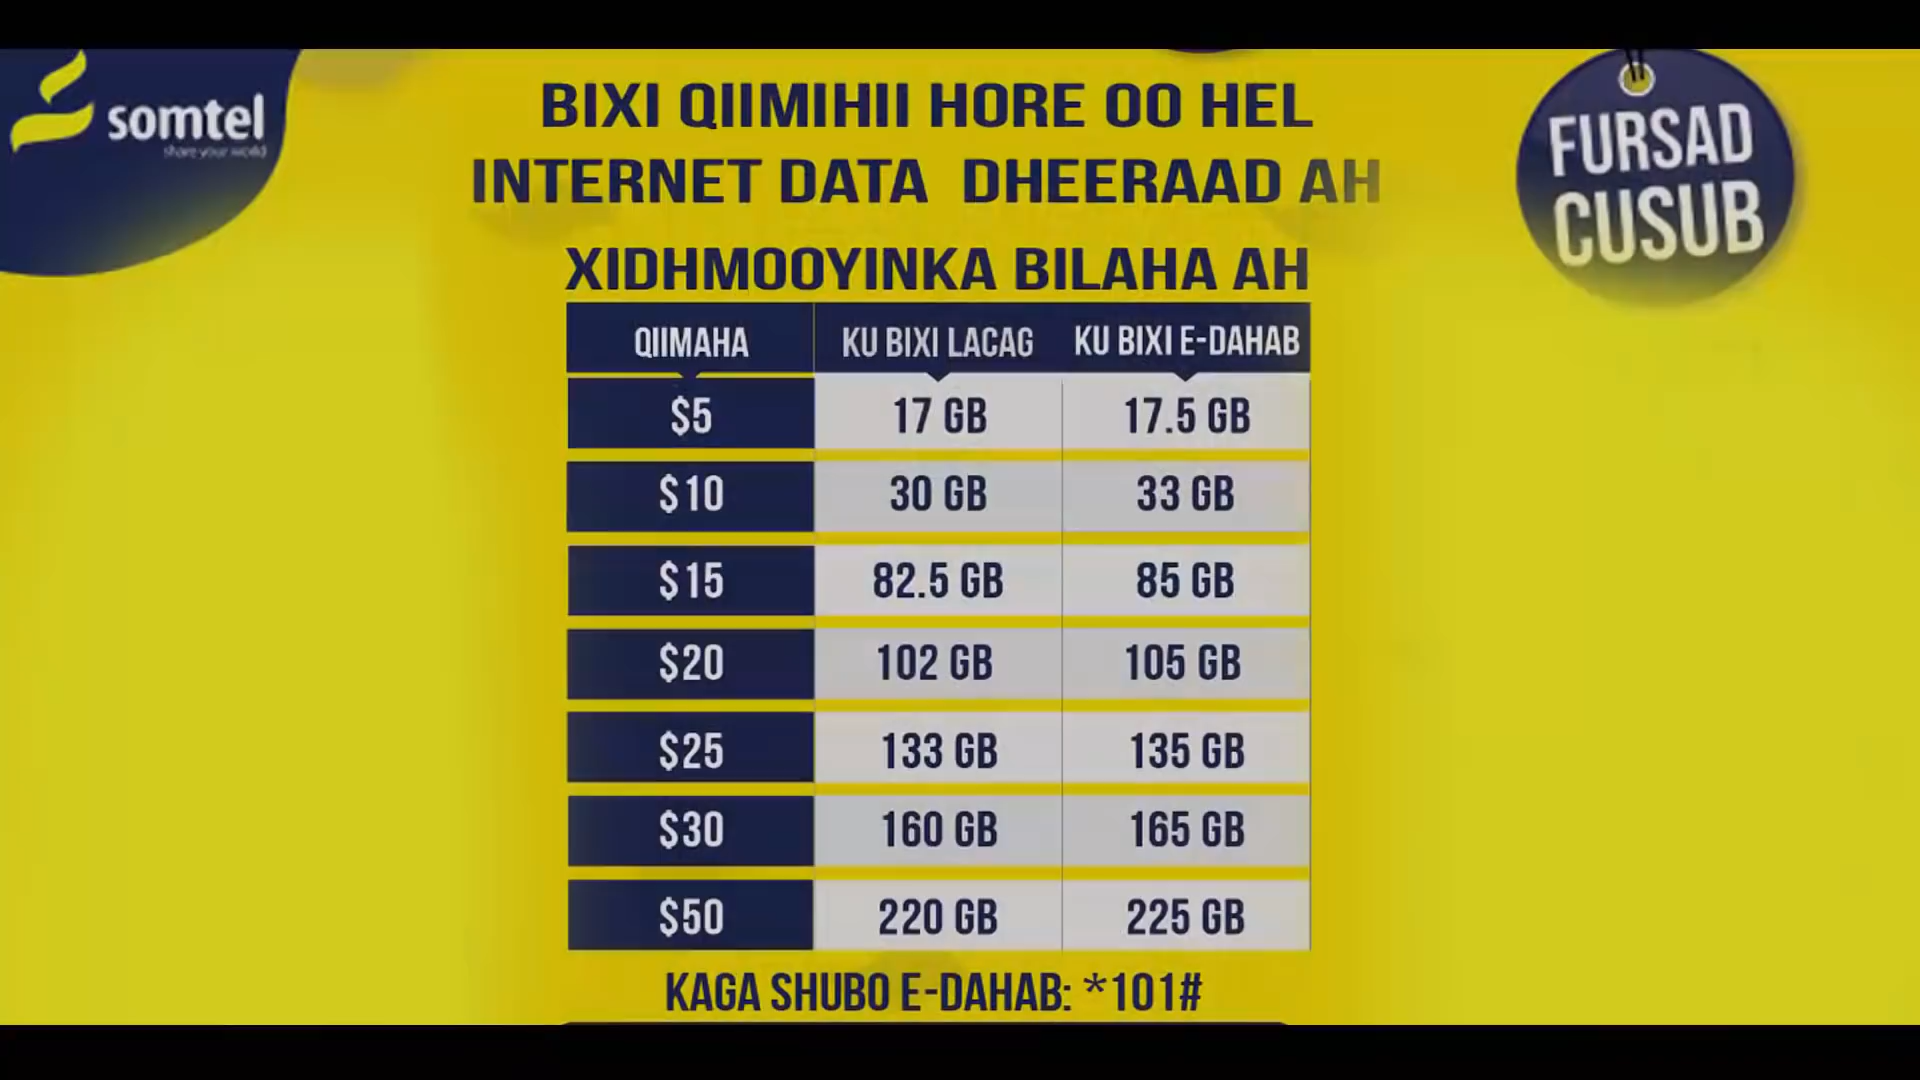 somtel
share your world
BIXI QIIMIHII HORE OO HEL
INTERNET DATA DHEERAAD AH
FURSAD
CUSUB
XIDHMOOYINKA BILAHA AH
QIIMAHA KU BIXI LACAG KU BIXI E-DAHAB
$5 17 GB 17.5 GB
$10 30 GB 33 GB
$15 82.5 GB 85 GB
$20 102 GB 105 GB
$25 133 GB 135 GB
$30 160 GB 165 GB
$50 220 GB 225 GB
KAGA SHUBO E-DAHAB: *101#